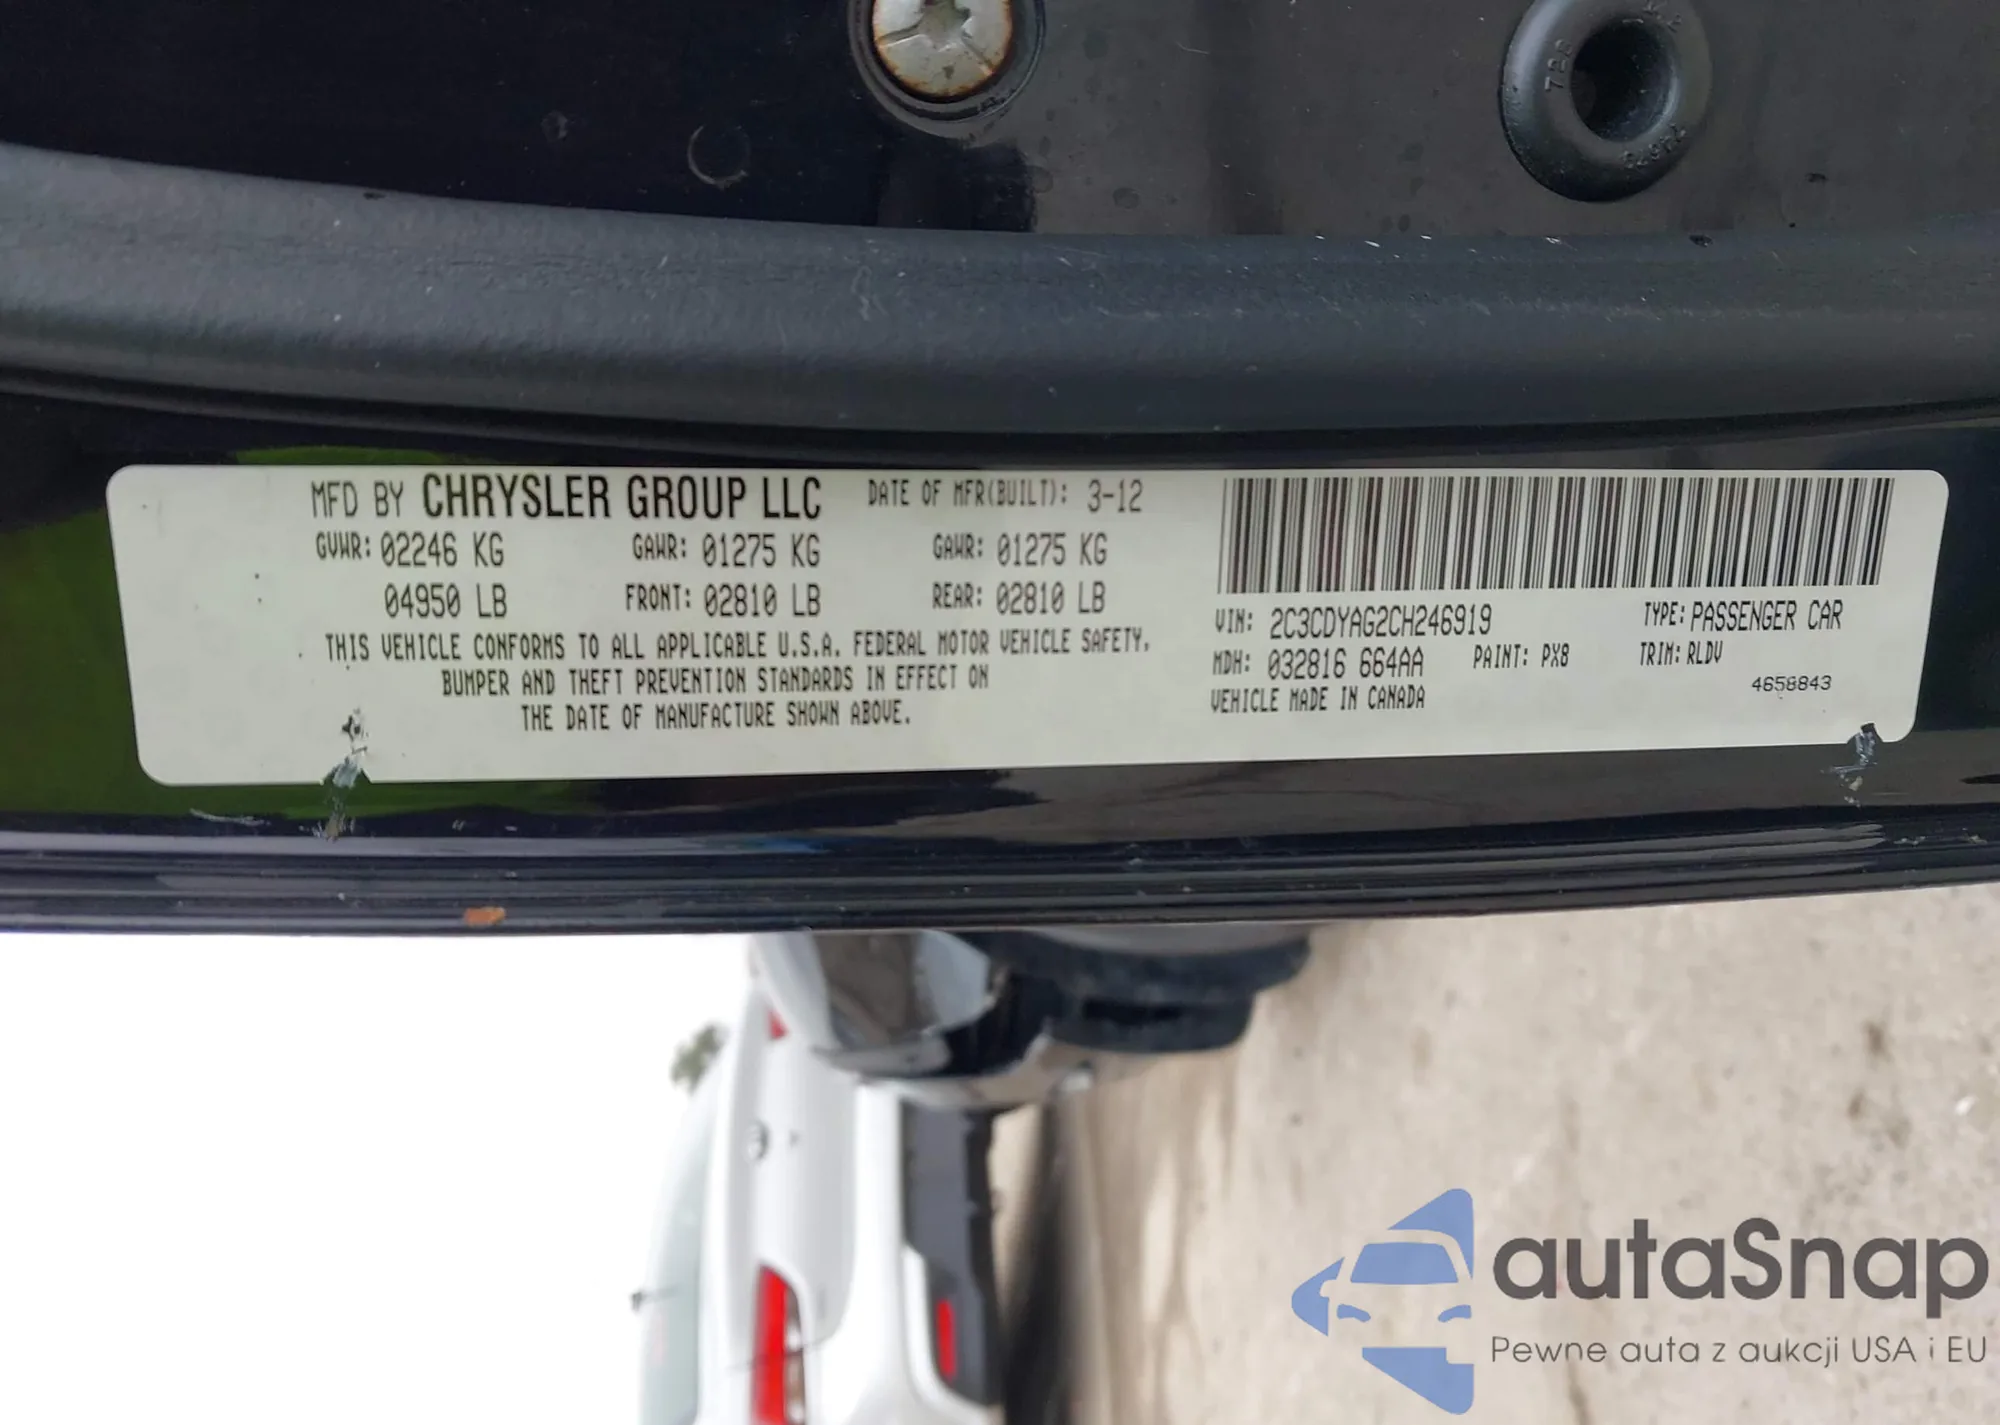 MFD BY CHRYSLER GROUP LLC DATE OF MFR(BUILT): 3-12
GVWR: 02246 KG GAWR: 01275 KG GAWR: 01275 KG
04950 LB FRONT: 02810 LB REAR: 02810 LB
THIS VEHICLE CONFORMS TO ALL APPLICABLE U.S.A. FEDERAL MOTOR VEHICLE SAFETY,
BUMPER AND THEFT PREVENTION STANDARDS IN EFFECT ON
THE DATE OF MANUFACTURE SHOWN ABOVE.
VIN: 2C3CDYAG2CH246919 TYPE: PASSENGER CAR
MDH: 032816 664AA PAINT: PX8 TRIM: RLDV
VEHICLE MADE IN CANADA 4658843
autaSnap
Pewne auta z aukcji USA i EU